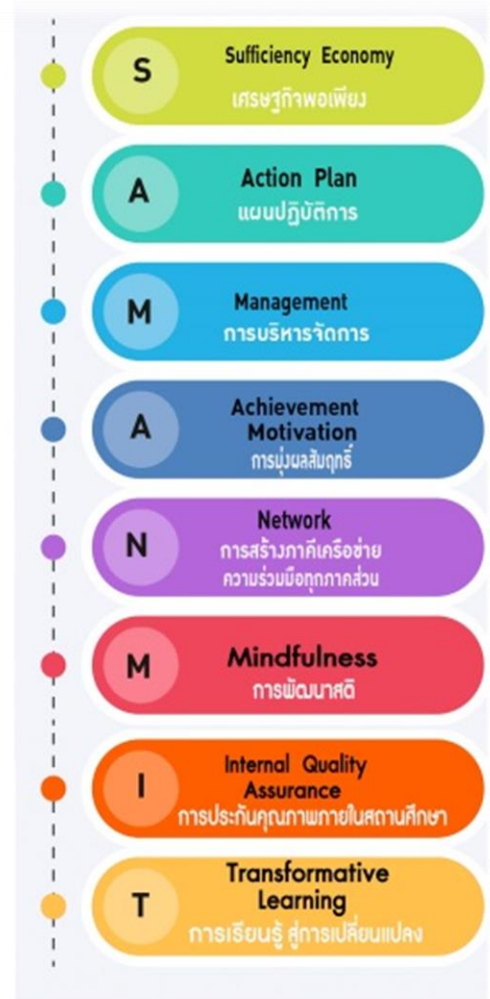 S
Sufficiency Economy
เศรษฐกิจพอเพียง
A
Action Plan
แผนปฏิบัติการ
M
Management
การบริหารจัดการ
A
Achievement
Motivation
การมุ่งผลสัมฤทธิ์
N
Network
การสร้างภาคีเครือข่าย
ความร่วมมือทุกภาคส่วน
M
Mindfulness
การพัฒนาสติ
I
Internal Quality
Assurance
การประกันคุณภาพภายในสถานศึกษา
T
Transformative
Learning
การเรียนรู้ สู่การเปลี่ยนแปลง